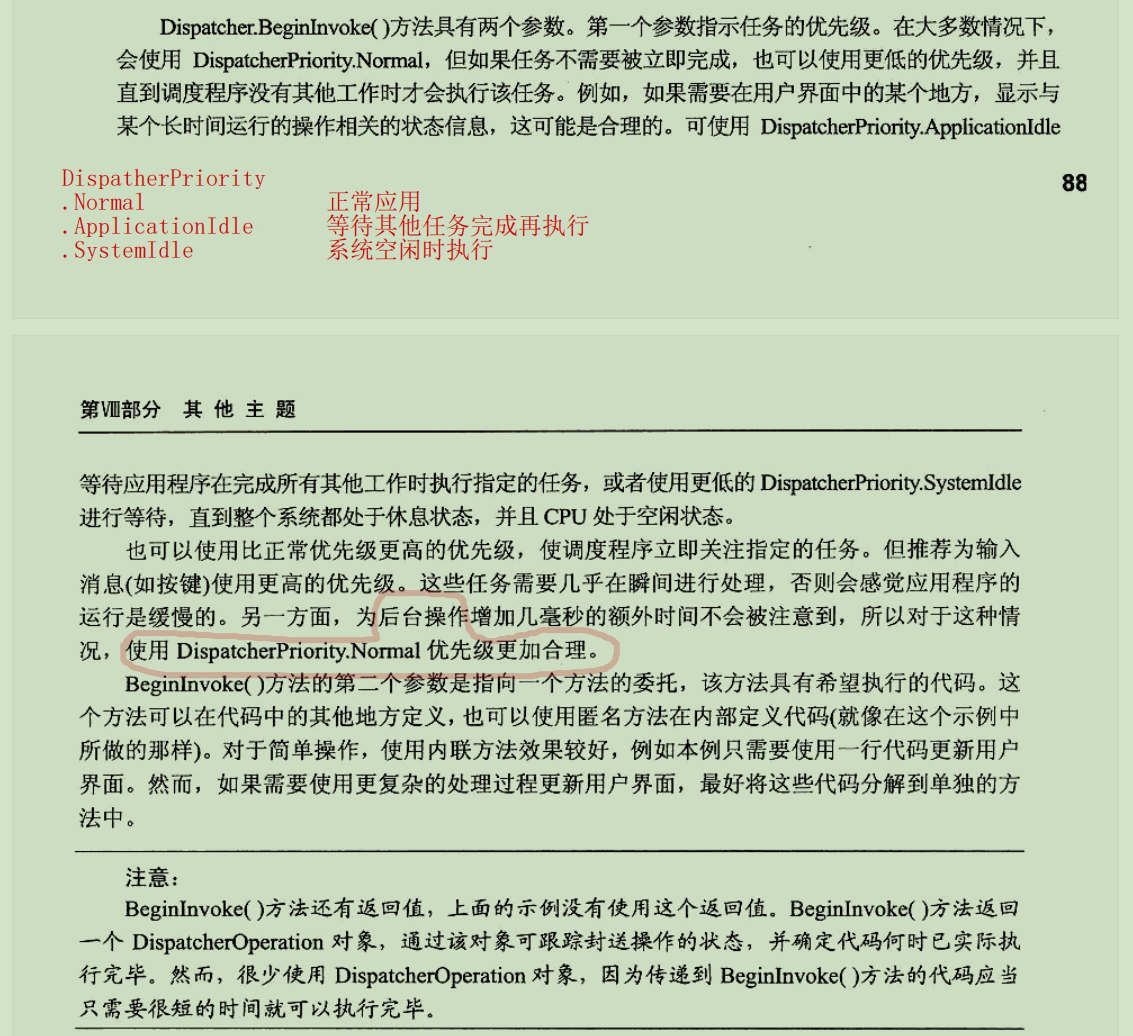 Dispatcher.BeginInvoke( )方法具有两个参数。第一个参数指示任务的优先级。在大多数情况下，
会使用 DispatcherPriority.Normal，但如果任务不需要被立即完成，也可以使用更低的优先级，并且
直到调度程序没有其他工作时才会执行该任务。例如，如果需要在用户界面中的某个地方，显示与
某个长时间运行的操作相关的状态信息，这可能是合理的。可使用 DispatcherPriority.ApplicationIdle
88
DispatherPriority
.Normal 正常应用
.ApplicationIdle 等待其他任务完成再执行
.SystemIdle 系统空闲时执行
第Ⅷ部分 其 他 主 题
等待应用程序在完成所有其他工作时执行指定的任务，或者使用更低的 DispatcherPriority.SystemIdle
进行等待，直到整个系统都处于休息状态，并且 CPU 处于空闲状态。
也可以使用比正常优先级更高的优先级，使调度程序立即关注指定的任务。但推荐为输入
消息(如按键)使用更高的优先级。这些任务需要几乎在瞬间进行处理，否则会感觉应用程序的
运行是缓慢的。另一方面，为后台操作增加几毫秒的额外时间不会被注意到，所以对于这种情
况，使用 DispatcherPriority.Normal 优先级更加合理。
BeginInvoke( )方法的第二个参数是指向一个方法的委托，该方法具有希望执行的代码。这
个方法可以在代码中的其他地方定义，也可以使用匿名方法在内部定义代码(就像在这个示例中
所做的那样)。对于简单操作，使用内联方法效果较好，例如本例只需要使用一行代码更新用户
界面。然而，如果需要使用更复杂的处理过程更新用户界面，最好将这些代码分解到单独的方
法中。
注意：
BeginInvoke( )方法还有返回值，上面的示例没有使用这个返回值。BeginInvoke( )方法返回
一个 DispatcherOperation 对象，通过该对象可跟踪封送操作的状态，并确定代码何时已实际执
行完毕。然而，很少使用 DispatcherOperation 对象，因为传递到 BeginInvoke( )方法的代码应当
只需要很短的时间就可以执行完毕。